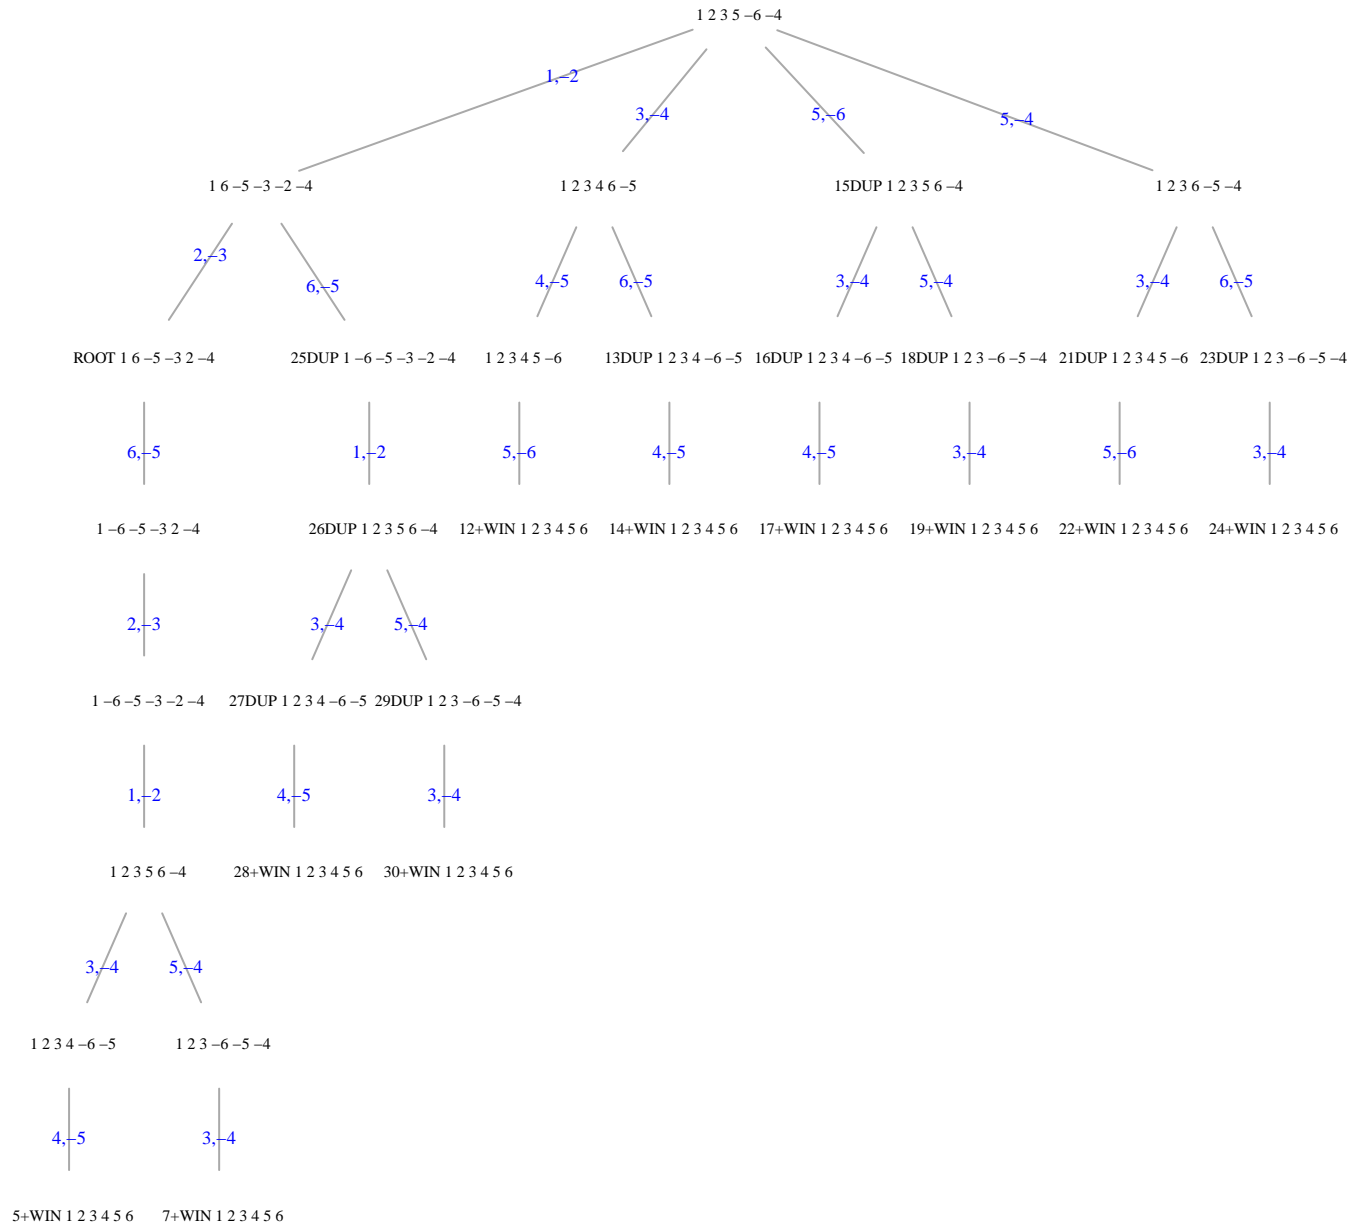 1 2 3 5 –6 –4
1,–2
3,–4
5,–6
5,–4
1 6 –5 –3 –2 –4
1 2 3 4 6 –5
15DUP 1 2 3 5 6 –4
1 2 3 6 –5 –4
2,–3
6,–5
4,–5
6,–5
3,–4
5,–4
3,–4
6,–5
ROOT 1 6 –5 –3 2 –4
25DUP 1 –6 –5 –3 –2 –4
1 2 3 4 5 –6
13DUP 1 2 3 4 –6 –5
16DUP 1 2 3 4 –6 –5
18DUP 1 2 3 –6 –5 –4
21DUP 1 2 3 4 5 –6
23DUP 1 2 3 –6 –5 –4
6,–5
1,–2
5,–6
4,–5
4,–5
3,–4
5,–6
3,–4
1 –6 –5 –3 2 –4
26DUP 1 2 3 5 6 –4
12+WIN 1 2 3 4 5 6
14+WIN 1 2 3 4 5 6
17+WIN 1 2 3 4 5 6
19+WIN 1 2 3 4 5 6
22+WIN 1 2 3 4 5 6
24+WIN 1 2 3 4 5 6
2,–3
3,–4
5,–4
1 –6 –5 –3 –2 –4
27DUP 1 2 3 4 –6 –5
29DUP 1 2 3 –6 –5 –4
1,–2
4,–5
3,–4
1 2 3 5 6 –4
28+WIN 1 2 3 4 5 6
30+WIN 1 2 3 4 5 6
3,–4
5,–4
1 2 3 4 –6 –5
1 2 3 –6 –5 –4
4,–5
3,–4
5+WIN 1 2 3 4 5 6
7+WIN 1 2 3 4 5 6